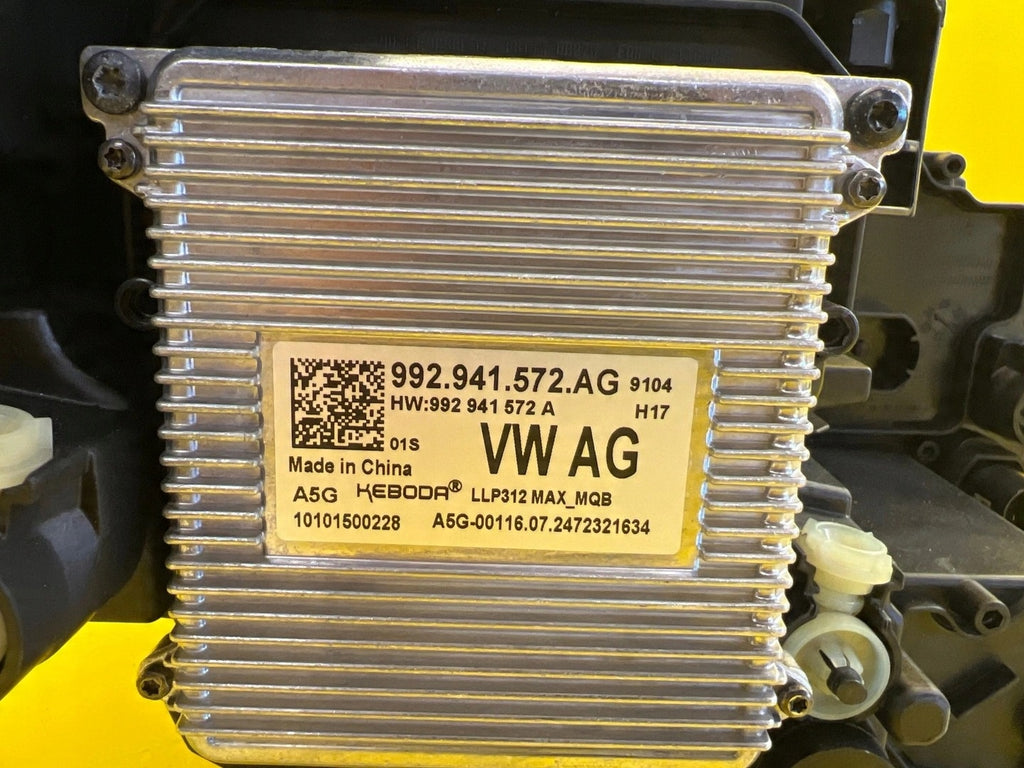 992.941.572.AG 9104
HW:992 941 572 A H17
01S VW AG
Made in China
A5G KEBODA® LLP312 MAX_MQB
10101500228 A5G-00116.07.2472321634